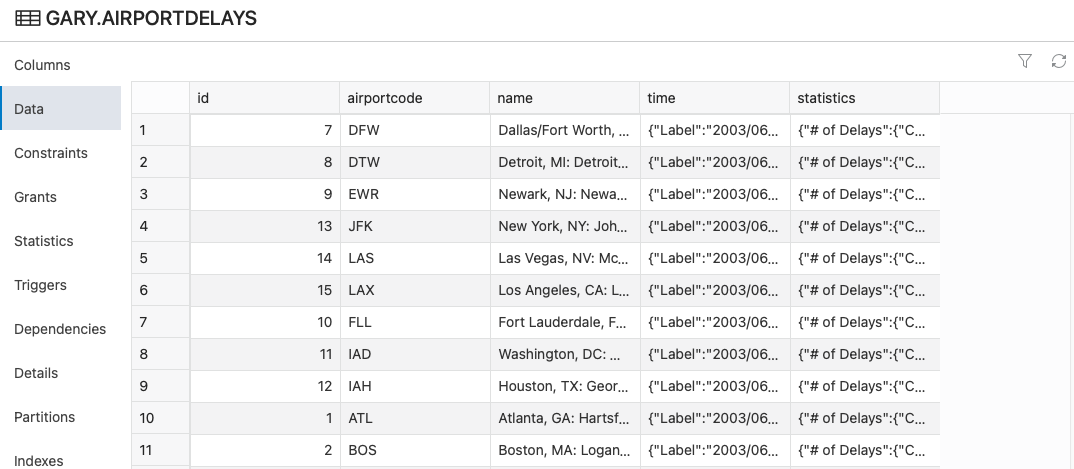 GARY.AIRPORTDELAYS
Columns
Data
Constraints
Grants
Statistics
Triggers
Dependencies
Details
Partitions
Indexes
id airportcode name time statistics
1 7 DFW Dallas/Fort Worth, ... {"Label":"2003/06... {"# of Delays":{"C...
2 8 DTW Detroit, MI: Detroit... {"Label":"2003/06... {"# of Delays":{"C...
3 9 EWR Newark, NJ: Newa... {"Label":"2003/06... {"# of Delays":{"C...
4 13 JFK New York, NY: Joh... {"Label":"2003/06... {"# of Delays":{"C...
5 14 LAS Las Vegas, NV: Mc... {"Label":"2003/06... {"# of Delays":{"C...
6 15 LAX Los Angeles, CA: L... {"Label":"2003/06... {"# of Delays":{"C...
7 10 FLL Fort Lauderdale, F... {"Label":"2003/06... {"# of Delays":{"C...
8 11 IAD Washington, DC: ... {"Label":"2003/06... {"# of Delays":{"C...
9 12 IAH Houston, TX: Geor... {"Label":"2003/06... {"# of Delays":{"C...
10 1 ATL Atlanta, GA: Hartsf... {"Label":"2003/06... {"# of Delays":{"C...
11 2 BOS Boston, MA: Logan... {"Label":"2003/06... {"# of Delays":{"C...